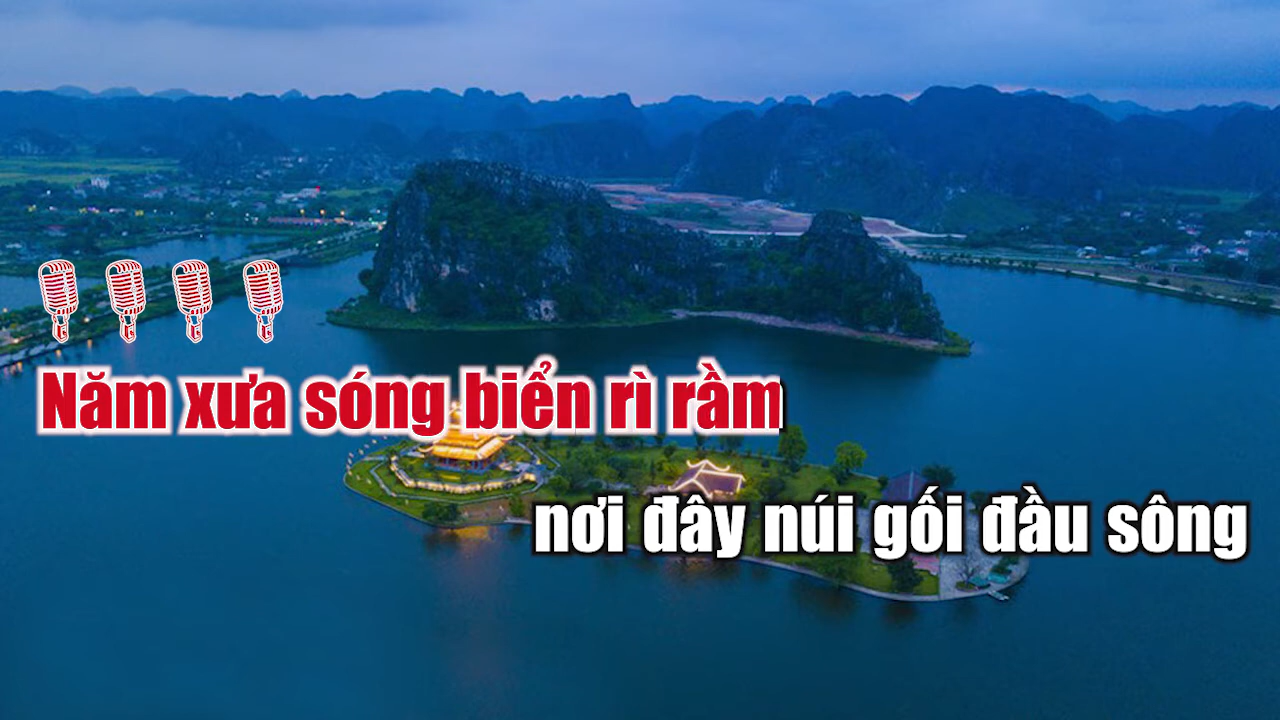 Năm xưa sóng biển rì rầm
nơi đây núi gối đầu sông